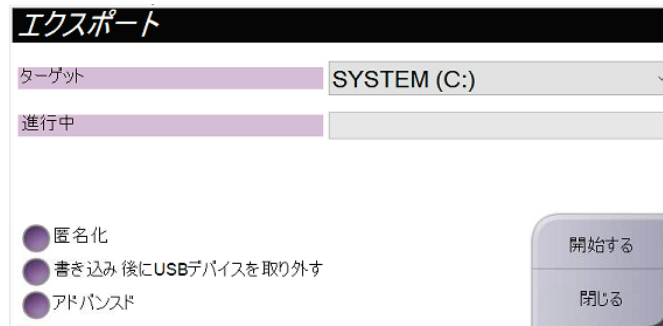 エクスポート
ターゲット
SYSTEM (C:)
進行中
匿名化
書き込み 後にUSBデバイスを取り外す
アドバンスド
開始する
閉じる